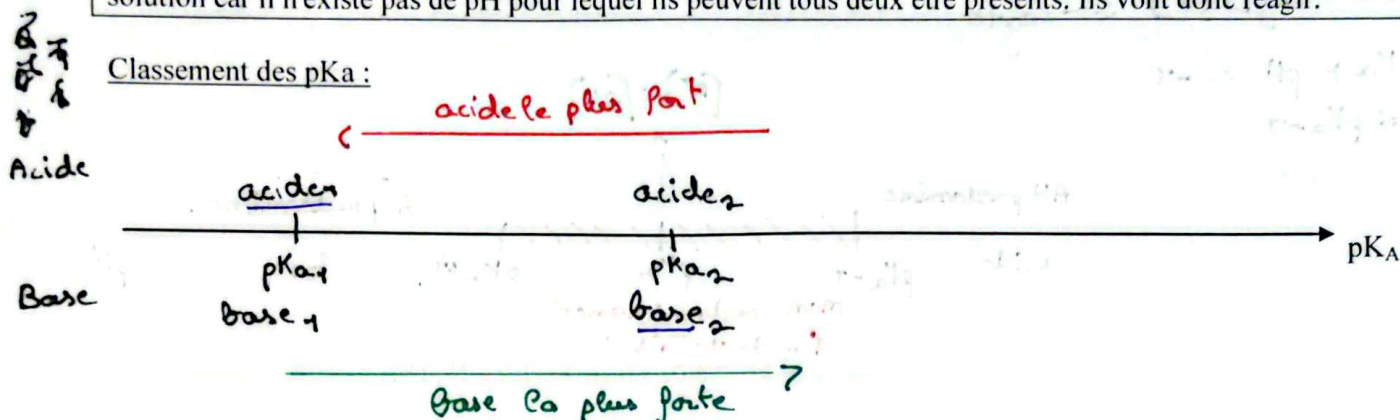 solution car il n'existe pas de pH pour lequel ils peuvent tous deux être présents. Ils vont donc réagir.
Classement des pKa :
acide le plus fort
Acide
acide₁ acide₂
pKa₁ pKa₂ pK_A
Base
base₁ base₂
base la plus forte